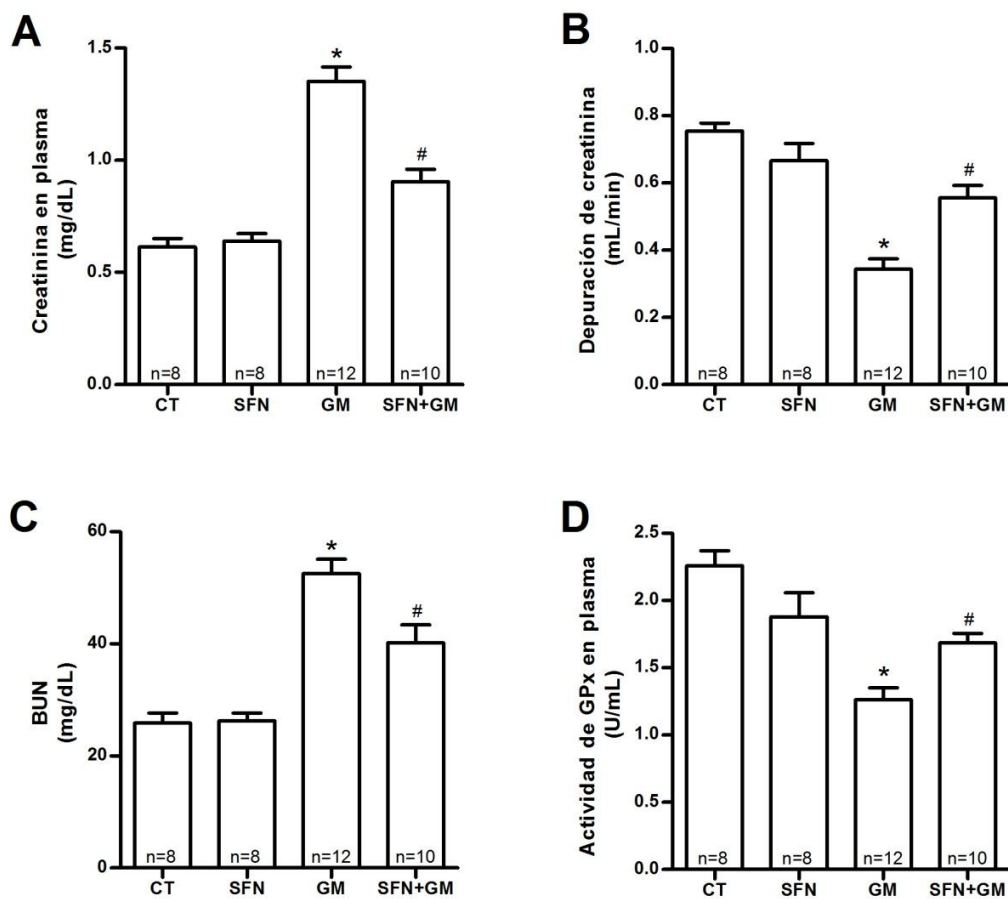 A
Creatinina en plasma
(mg/dL)
1.5
1.0
0.5
0.0
*
#
n=8
n=8
n=12
n=10
CT
SFN
GM
SFN+GM
B
Depuración de creatinina
(mL/min)
1.0
0.8
0.6
0.4
0.2
0.0
*
#
n=8
n=8
n=12
n=10
CT
SFN
GM
SFN+GM
C
BUN
(mg/dL)
60
40
20
0
*
#
n=8
n=8
n=12
n=10
CT
SFN
GM
SFN+GM
D
Actividad de GPx en plasma
(U/mL)
2.5
2.0
1.5
1.0
0.5
0.0
*
#
n=8
n=8
n=12
n=10
CT
SFN
GM
SFN+GM